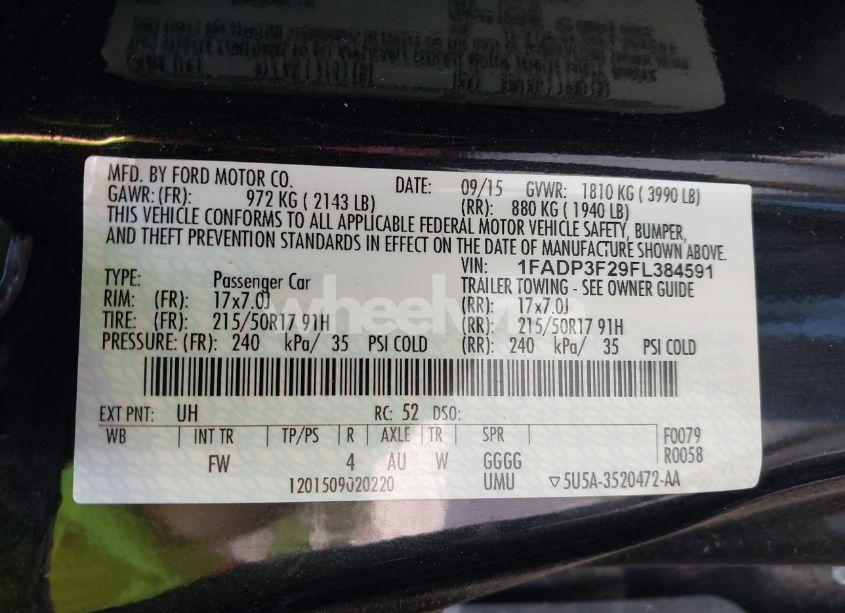 MFD. BY FORD MOTOR CO. DATE: 09/15 GVWR: 1810 KG ( 3990 LB)
GAWR: (FR): 972 KG ( 2143 LB) (RR): 880 KG ( 1940 LB)
THIS VEHICLE CONFORMS TO ALL APPLICABLE FEDERAL MOTOR VEHICLE SAFETY, BUMPER,
AND THEFT PREVENTION STANDARDS IN EFFECT ON THE DATE OF MANUFACTURE SHOWN ABOVE.
VIN: 1FADP3F29FL384591
TYPE: Passenger Car TRAILER TOWING - SEE OWNER GUIDE
RIM: (FR): 17x7.0J (RR): 17x7.0J
TIRE: (FR): 215/50R17 91H (RR): 215/50R17 91H
PRESSURE: (FR): 240 kPa/ 35 PSI COLD (RR): 240 kPa/ 35 PSI COLD
EXT PNT: UH RC: 52 DSO:
WB INT TR TP/PS R AXLE TR SPR F0079
FW 4 AU W GGGG R0058
1201509020220 UMU ▽5U5A-3520472-AA